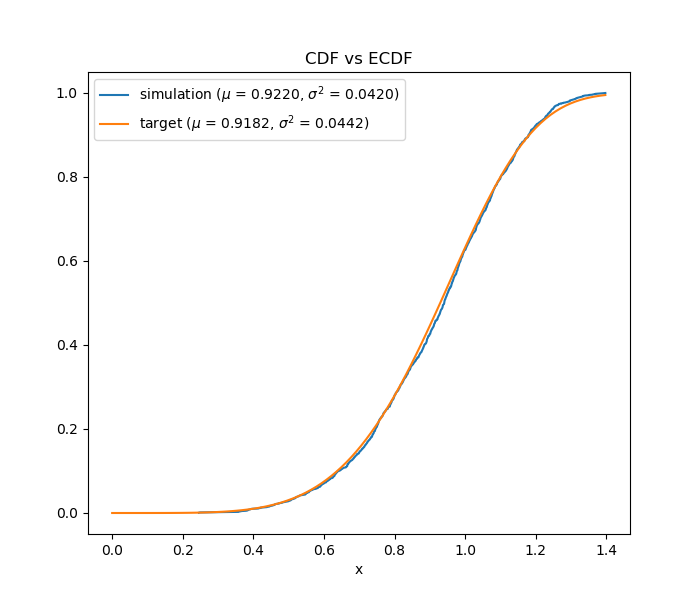 CDF vs ECDF
simulation (μ = 0.9220, σ² = 0.0420)
target (μ = 0.9182, σ² = 0.0442)
1.0
0.8
0.6
0.4
0.2
0.0
0.0 0.2 0.4 0.6 0.8 1.0 1.2 1.4
x